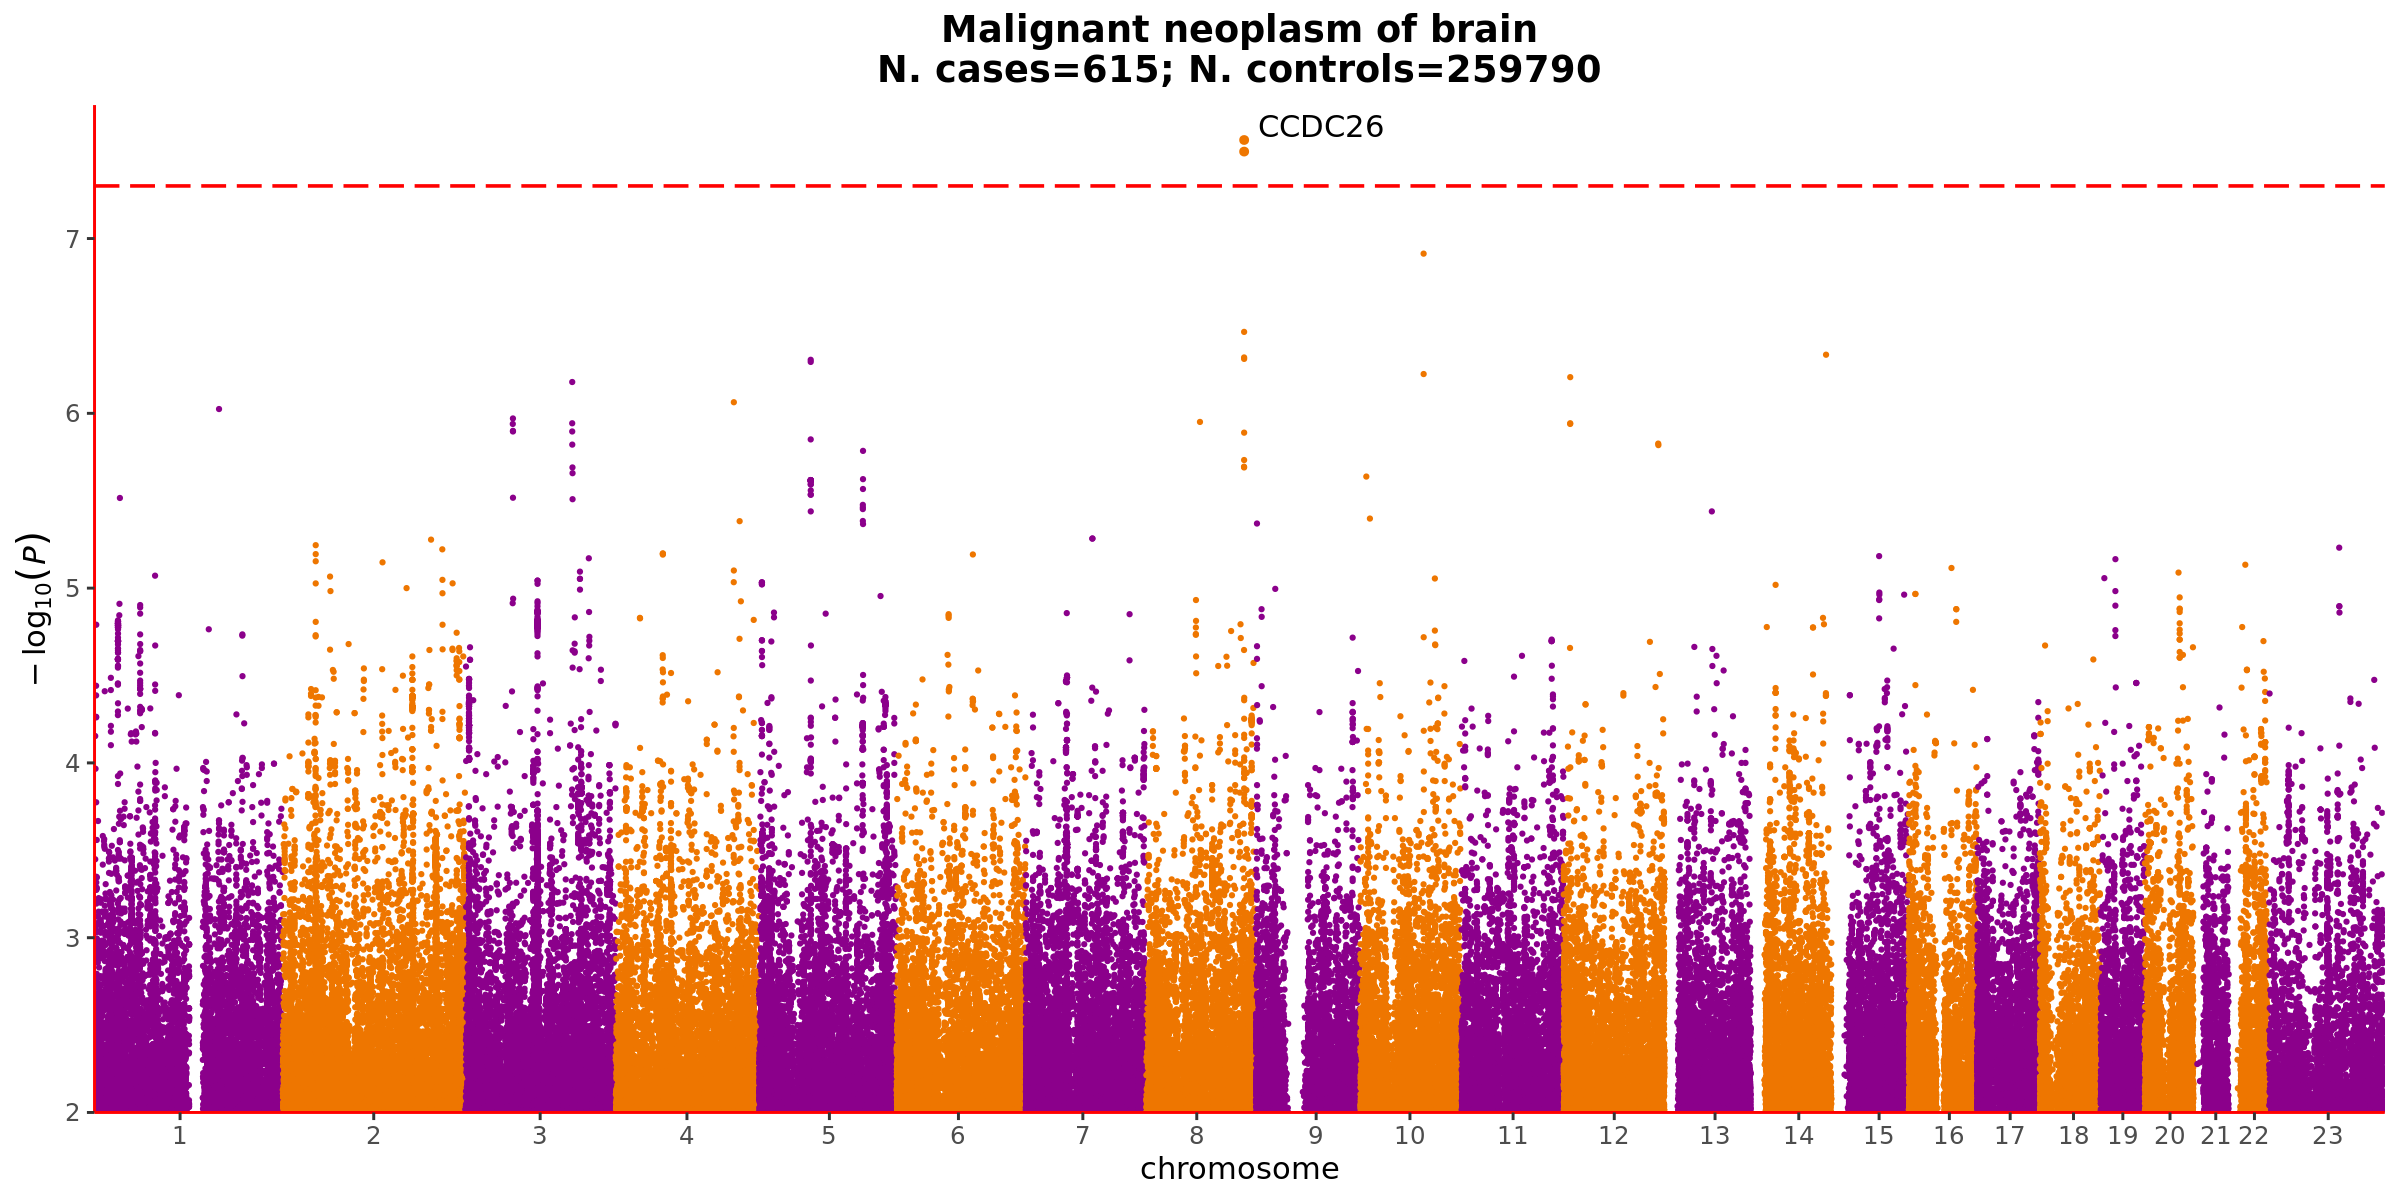 Malignant neoplasm of brain
N. cases=615; N. controls=259790
CCDC26
7
6
5
4
3
2
−log10(P)
1 2 3 4 5 6 7 8 9 10 11 12 13 14 15 16 17 18 19 20 21 22 23
chromosome